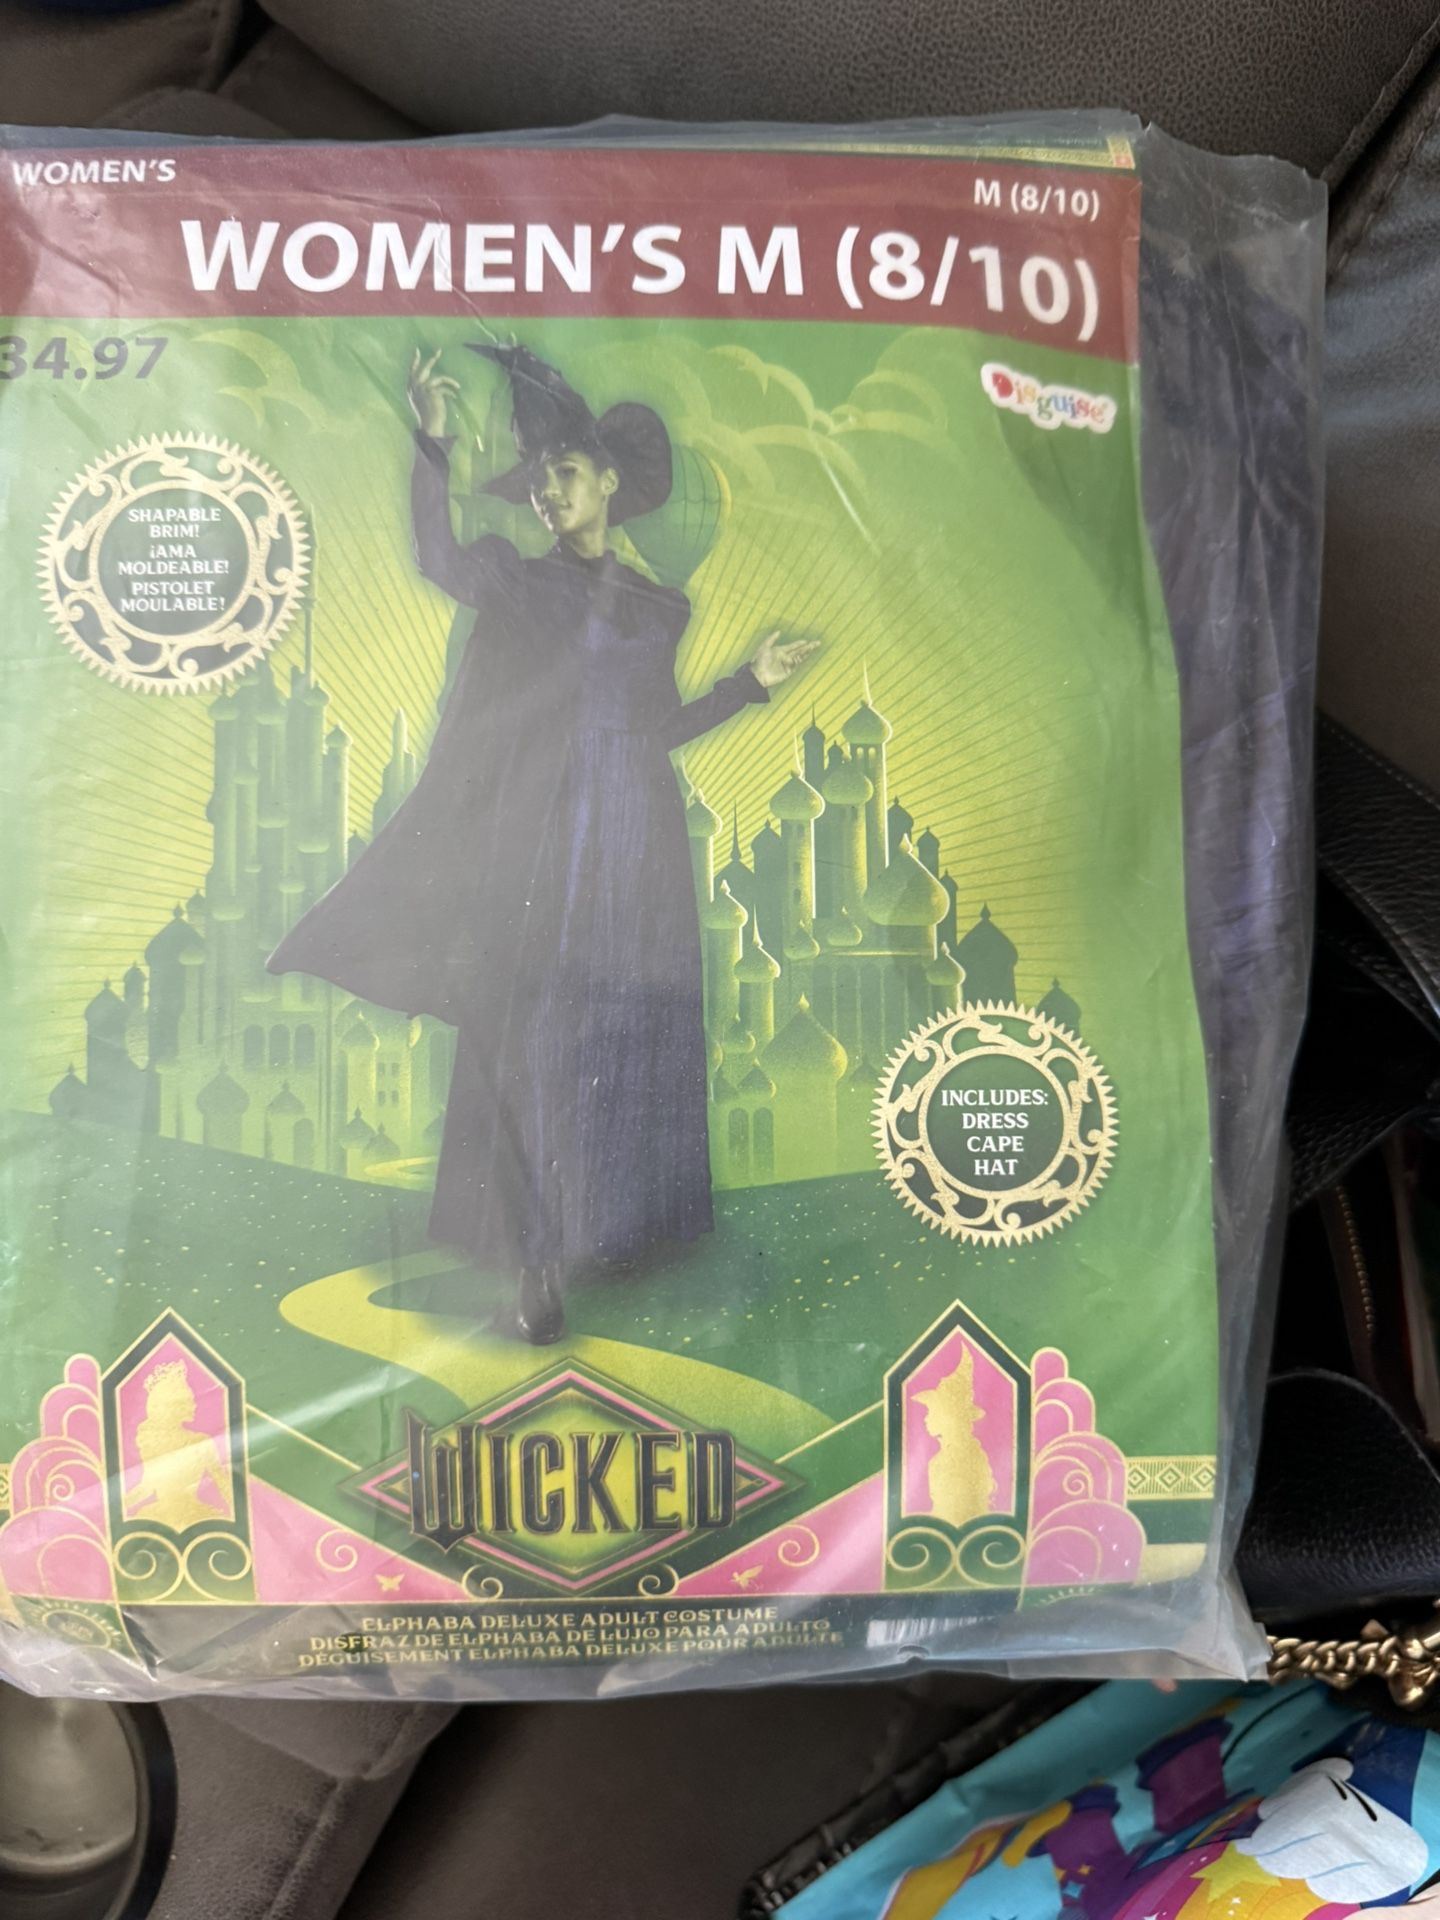 WOMEN'S
M (8/10)
WOMEN'S M (8/10)
34.97
Disguise
SHAPABLE
BRIM!
¡AMA
MOLDEABLE!
PISTOLET
MOULABLE!
INCLUDES:
DRESS
CAPE
HAT
WICKED
ELPHABA DELUXE ADULT COSTUME
DISFRAZ DE ELPHABA DE LUJO PARA ADULTO
DÉGUISEMENT ELPHABA DELUXE POUR ADULTE